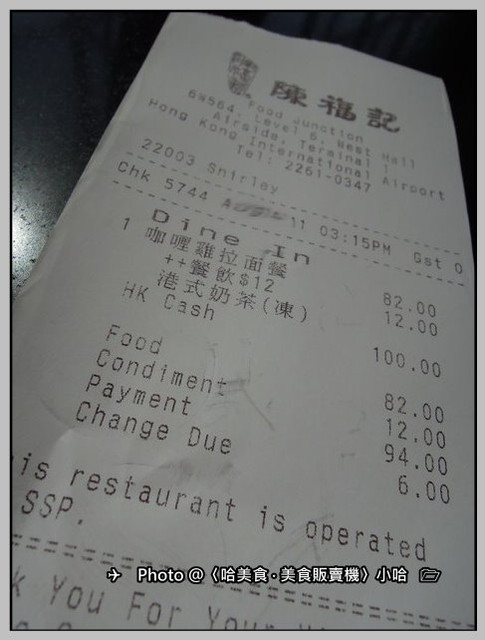 陳福記
Food Junction
6W564, Level 6, West Hall
Airside, Terminal 1
Hong Kong International Airport
Tel: 2261-0347
22003 Shirley
Chk 5744 11 03:15PM Gst 0
Dine In
1 咖喱雞拉面餐 82.00
++餐飲$12 12.00
港式奶茶(凍)
HK Cash 100.00
Food 82.00
Condiment 12.00
Payment 94.00
Change Due 6.00
is restaurant is operated
SSP.
k You For Your
Photo @〈哈美食·美食販賣機〉小哈